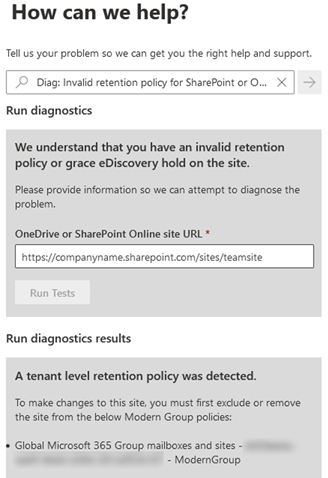 How can we help?
Tell us your problem so we can get you the right help and support.
Diag: Invalid retention policy for SharePoint or O...
Run diagnostics
We understand that you have an invalid retention
policy or grace eDiscovery hold on the site.
Please provide information so we can attempt to diagnose the
problem.
OneDrive or SharePoint Online site URL *
https://companyname.sharepoint.com/sites/teamsite
Run Tests
Run diagnostics results
A tenant level retention policy was detected.
To make changes to this site, you must first exclude or remove
the site from the below Modern Group policies:
• Global Microsoft 365 Group mailboxes and sites -
- ModernGroup